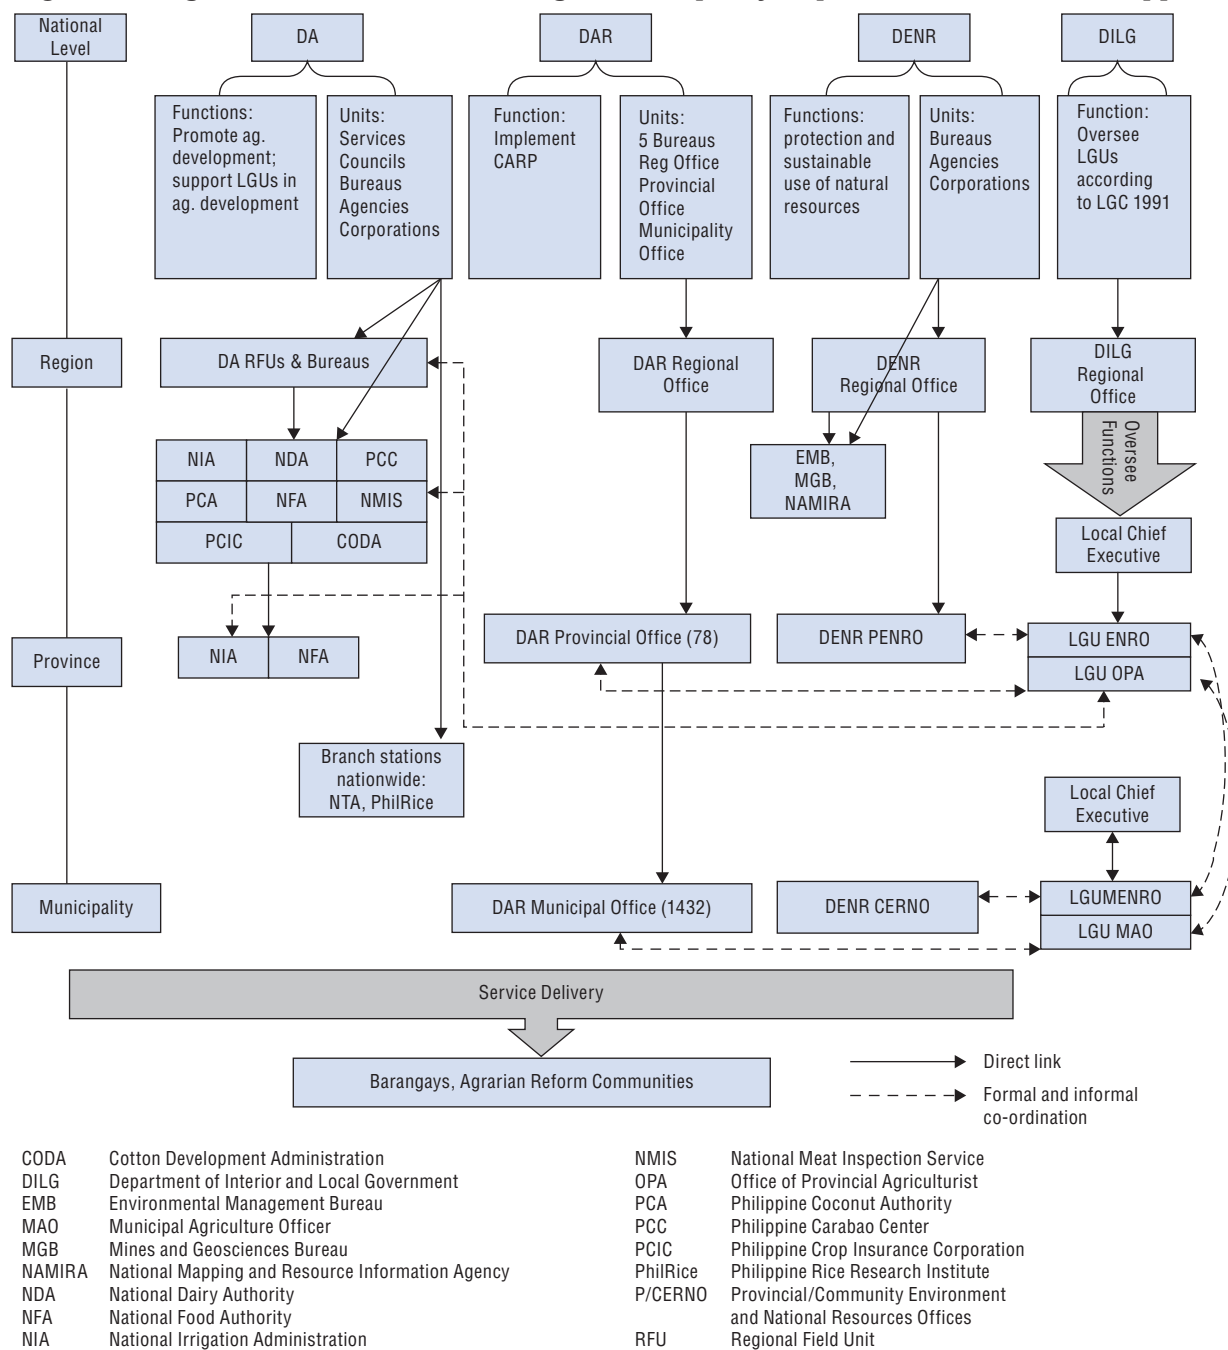 National
Level
DA
DAR
DENR
DILG
Functions:
Promote ag.
development;
support LGUs in
ag. development
Units:
Services
Councils
Bureaus
Agencies
Corporations
Function:
Implement
CARP
Units:
5 Bureaus
Reg Office
Provincial
Office
Municipality
Office
Functions:
protection and
sustainable
use of natural
resources
Units:
Bureaus
Agencies
Corporations
Function:
Oversee
LGUs
according
to LGC 1991
Region
DA RFUs & Bureaus
DAR Regional
Office
DENR
Regional Office
DILG
Regional
Office
Oversee
Functions
NIA
NDA
PCC
PCA
NFA
NMIS
PCIC
CODA
EMB,
MGB,
NAMIRA
Local Chief
Executive
Province
NIA
NFA
DAR Provincial Office (78)
DENR PENRO
LGU ENRO
LGU OPA
Branch stations
nationwide:
NTA, PhilRice
Local Chief
Executive
Municipality
DAR Municipal Office (1432)
DENR CERNO
LGUMENRO
LGU MAO
Service Delivery
Barangays, Agrarian Reform Communities
Direct link
Formal and informal
co-ordination
CODA Cotton Development Administration
DILG Department of Interior and Local Government
EMB Environmental Management Bureau
MAO Municipal Agriculture Officer
MGB Mines and Geosciences Bureau
NAMIRA National Mapping and Resource Information Agency
NDA National Dairy Authority
NFA National Food Authority
NIA National Irrigation Administration
NMIS National Meat Inspection Service
OPA Office of Provincial Agriculturist
PCA Philippine Coconut Authority
PCC Philippine Carabao Center
PCIC Philippine Crop Insurance Corporation
PhilRice Philippine Rice Research Institute
P/CERNO Provincial/Community Environment
and National Resources Offices
RFU Regional Field Unit